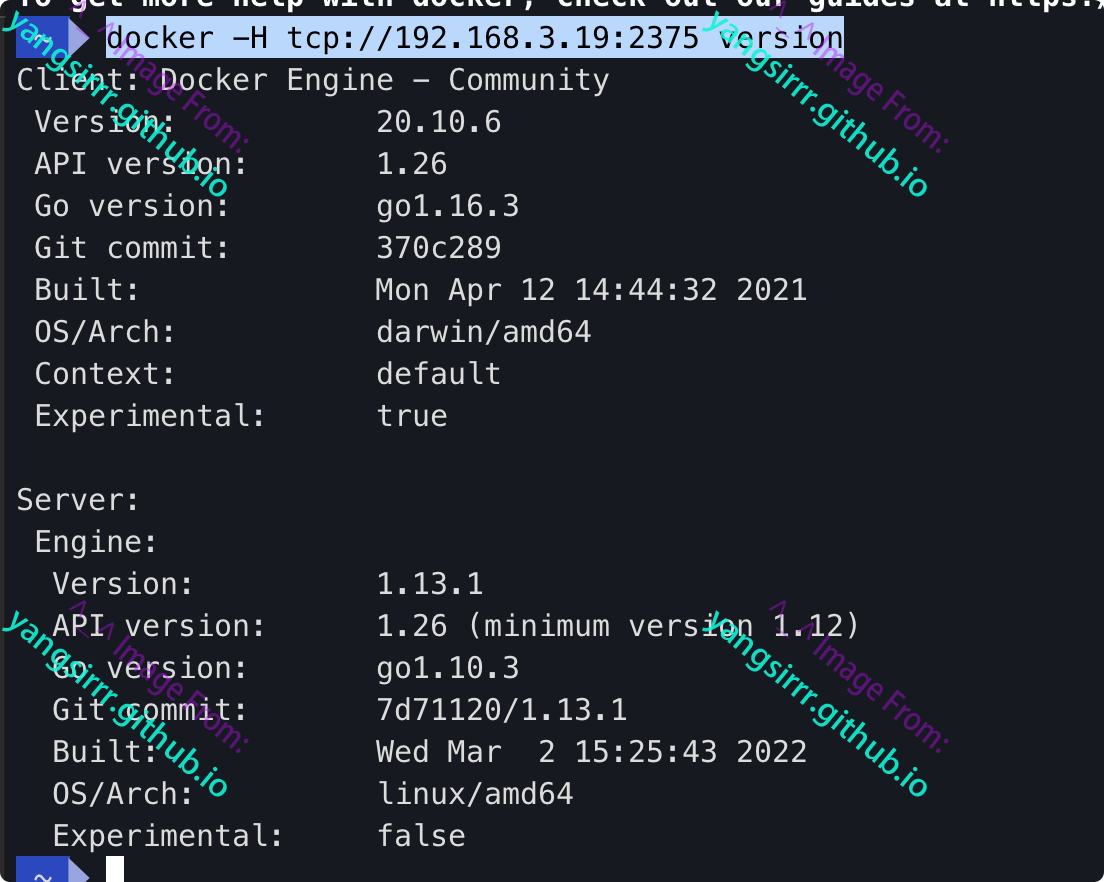 To get more help with docker, check out our guides at https:/
~ docker -H tcp://192.168.3.19:2375 version
Client: Docker Engine - Community
Version: 20.10.6
API version: 1.26
Go version: go1.16.3
Git commit: 370c289
Built: Mon Apr 12 14:44:32 2021
OS/Arch: darwin/amd64
Context: default
Experimental: true
Server:
Engine:
Version: 1.13.1
API version: 1.26 (minimum version 1.12)
Go version: go1.10.3
Git commit: 7d71120/1.13.1
Built: Wed Mar  2 15:25:43 2022
OS/Arch: linux/amd64
Experimental: false
~
^_^ Image From:
yangsirrr.github.io
^_^ Image From:
yangsirrr.github.io
^_^ Image From:
yangsirrr.github.io
^_^ Image From:
yangsirrr.github.io